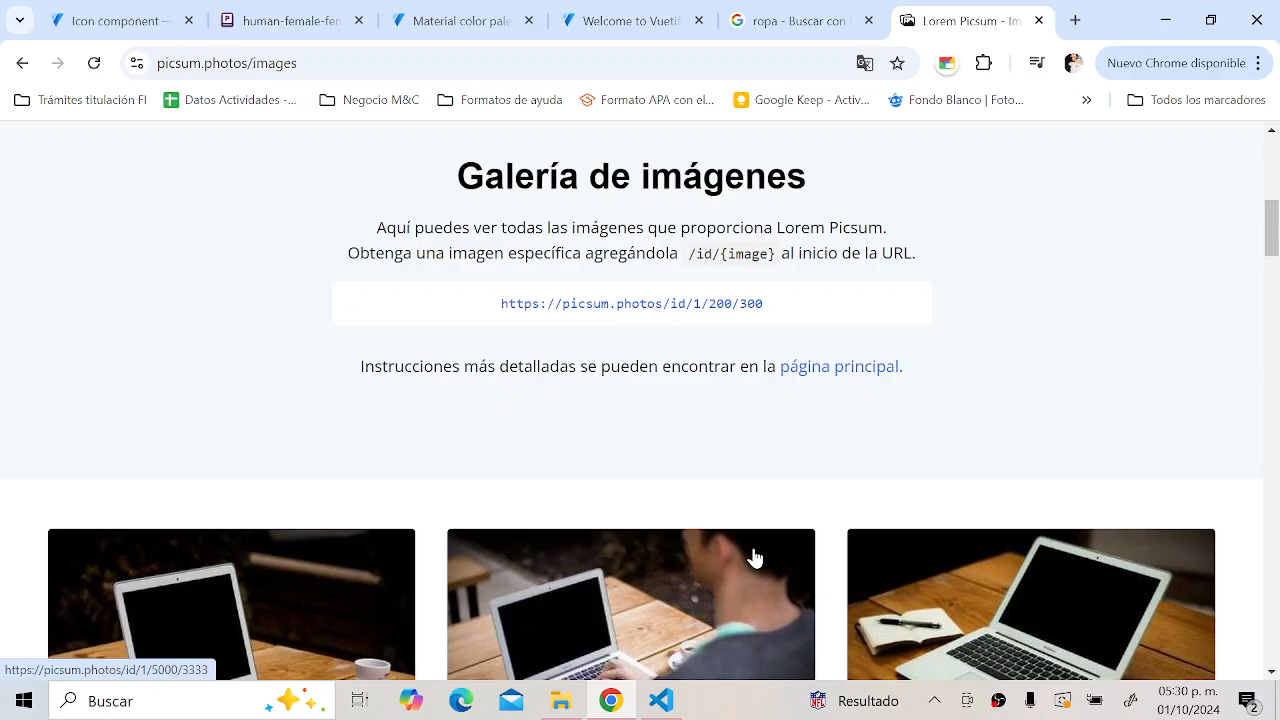 Icon component —
human-female-fe
Material color pale
Welcome to Vuetif
ropa - Buscar con
Lorem Picsum - Im
picsum.photos/images
Nuevo Chrome disponible
Trámites titulación FI
Datos Actividades -...
Negocio M&C
Formatos de ayuda
Formato APA con el...
Google Keep - Activ...
Fondo Blanco | Foto...
»
Todos los marcadores
Galería de imágenes
Aquí puedes ver todas las imágenes que proporciona Lorem Picsum.
Obtenga una imagen específica agregándola /id/{image} al inicio de la URL.
https://picsum.photos/id/1/200/300
Instrucciones más detalladas se pueden encontrar en la página principal.
https://picsum.photos/id/1/5000/3333
Buscar
NFL
Resultado
05:30 p. m.
01/10/2024
2